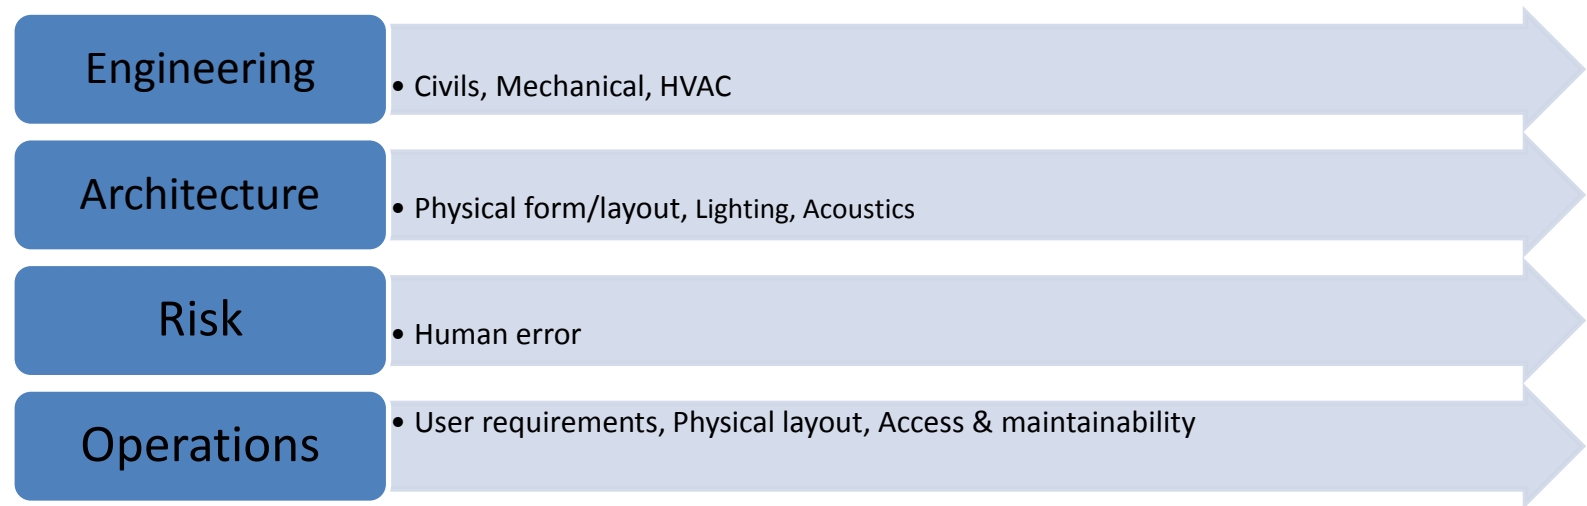 Engineering
• Civils, Mechanical, HVAC
Architecture
• Physical form/layout, Lighting, Acoustics
Risk
• Human error
Operations
• User requirements, Physical layout, Access & maintainability